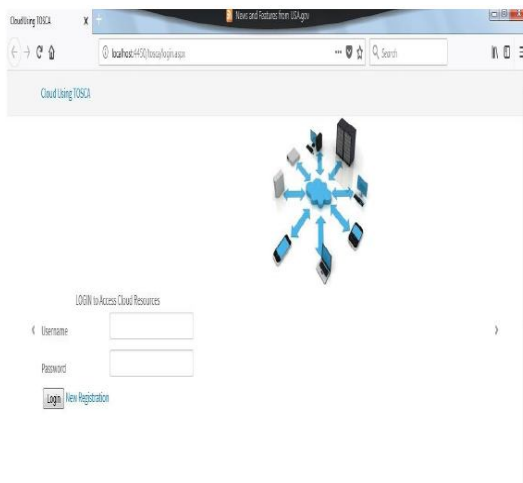 CloudUsing TOSCA X + News and Features from USA.gov
localhost:4450/tosca/login.aspx ... Search
Cloud Using TOSCA
LOGIN to Access Cloud Resources
Username
Password
Login New Registration